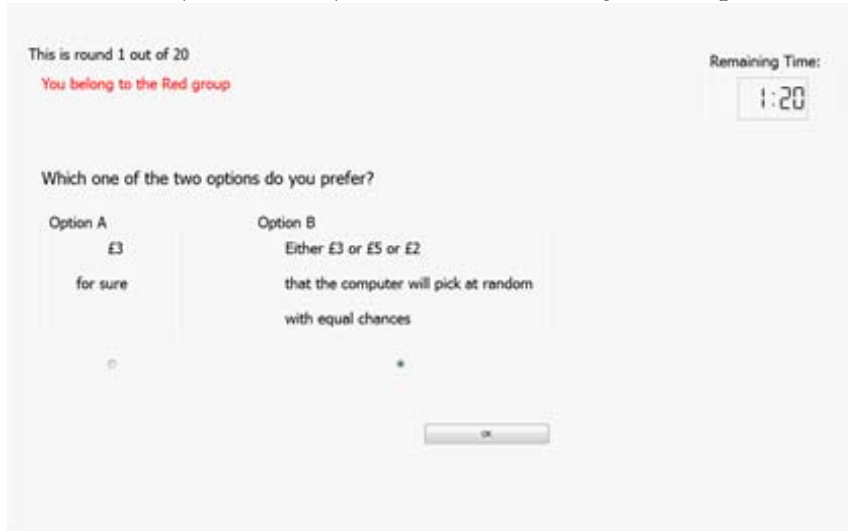 This is round 1 out of 20
Remaining Time:
You belong to the Red group
1:20
Which one of the two options do you prefer?
Option A
Option B
£3
Either £3 or £5 or £2
for sure
that the computer will pick at random
with equal chances
OK